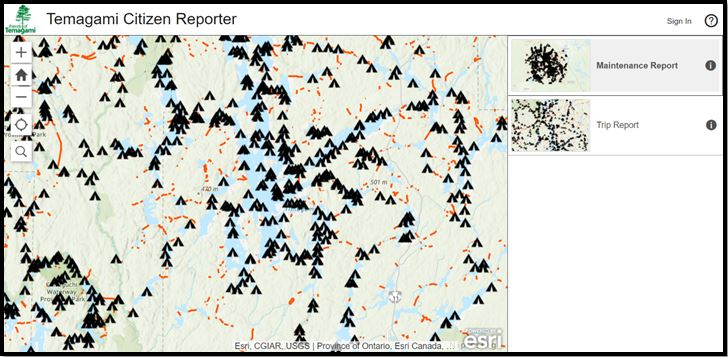 friends of
Temagami
Temagami Citizen Reporter
Sign In
?
Maintenance Report
Trip Report
Park
470 m
501 m
Waterway
Provincial Park
11
POWERED BY
esri
Esri, CGIAR, USGS | Province of Ontario, Esri Canada, ...